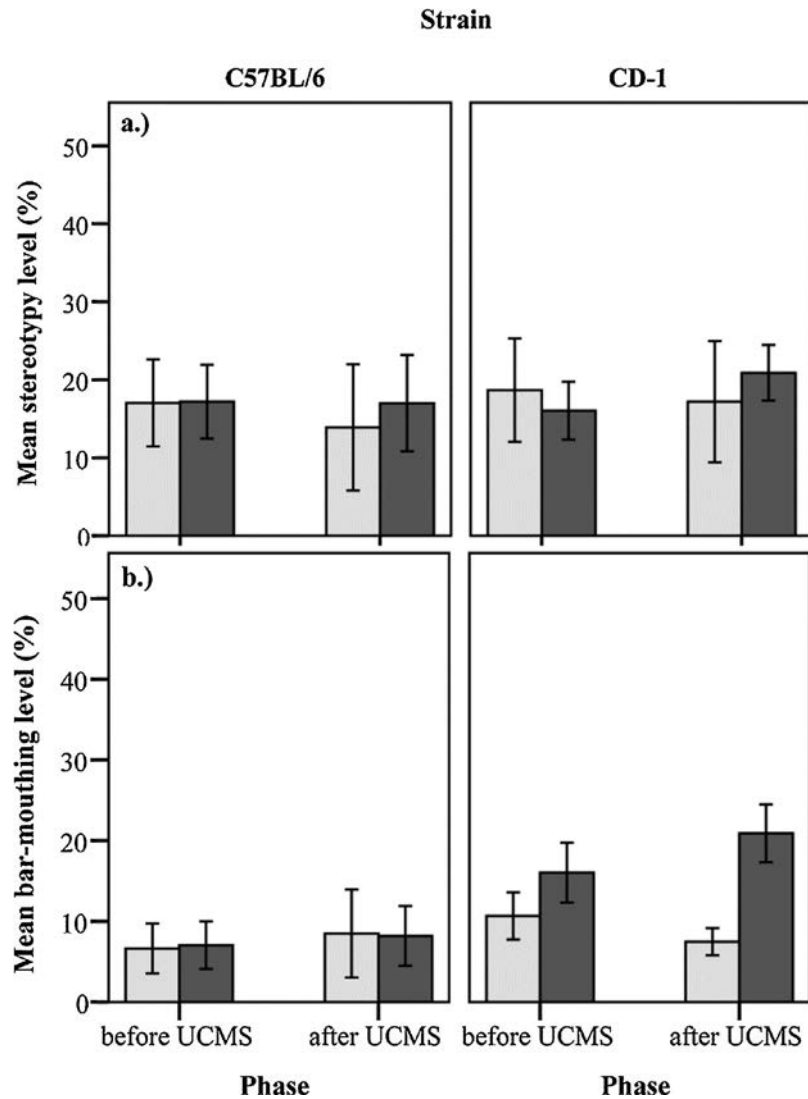 Strain
C57BL/6
CD-1
a.)
Mean stereotypy level (%)
50
40
30
20
10
0
b.)
Mean bar-mouthing level (%)
50
40
30
20
10
0
before UCMS
after UCMS
before UCMS
after UCMS
Phase
Phase